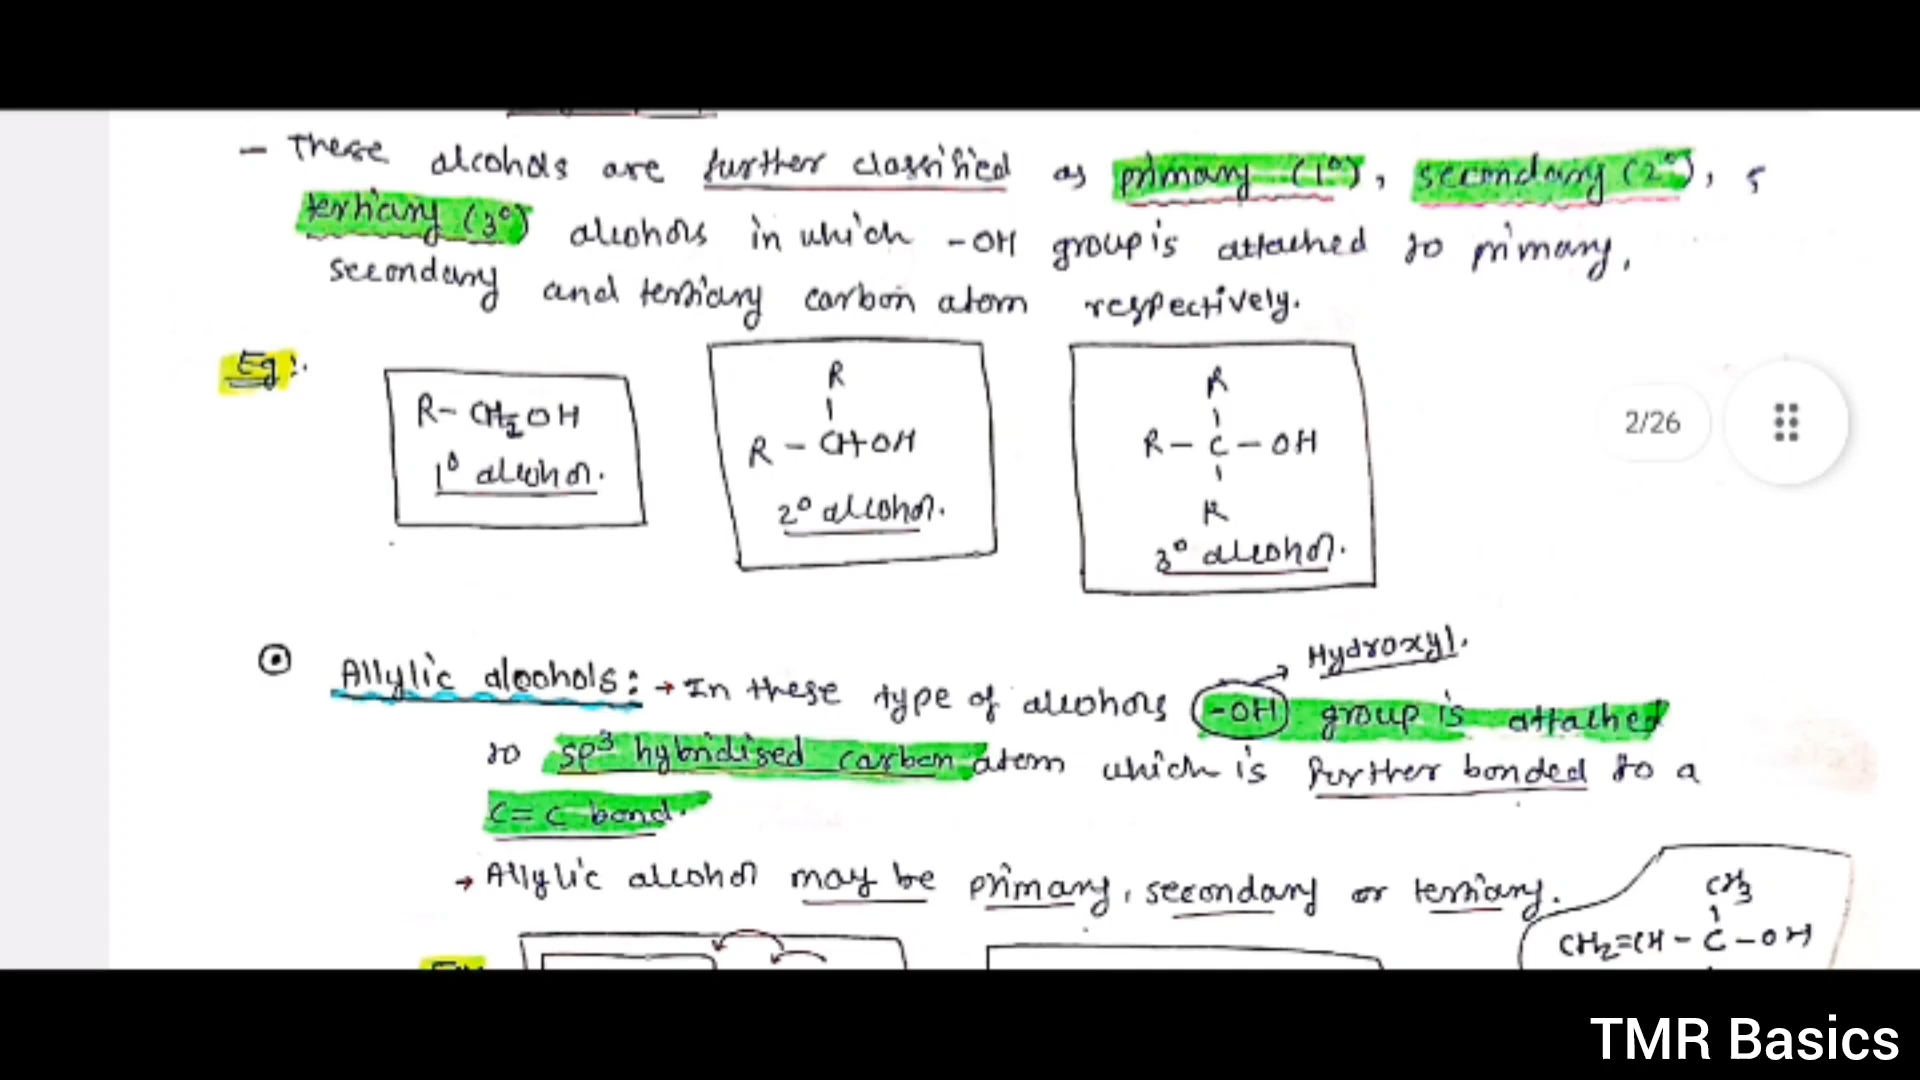 - These alcohols are further classified as primary (1°), secondary (2°), &
tertiary (3°) alcohols in which -OH group is attached to primary,
secondary and tertiary carbon atom respectively.
Eg:
R- CH2OH
1° alcohol.
R
R - CHOH
2° alcohol.
R
R - C - OH
R
3° alcohol.
2/26
Hydroxyl.
Allylic alcohols: → In these type of alcohols -OH group is attached
to sp3 hybridised carbon atom which is further bonded to a
C=C bond.
→ Allylic alcohol may be primary, secondary or tertiary.
CH3
CH2=CH - C - OH
TMR Basics